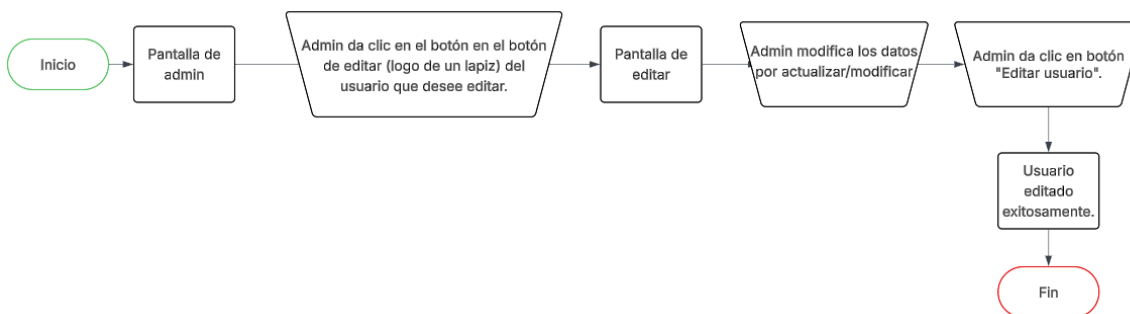 Inicio
Pantalla de
admin
Admin da clic en el botón en el botón
de editar (logo de un lapiz) del
usuario que desee editar.
Pantalla de
editar
Admin modifica los datos
por actualizar/modificar
Admin da clic en botón
"Editar usuario".
Usuario
editado
exitosamente.
Fin